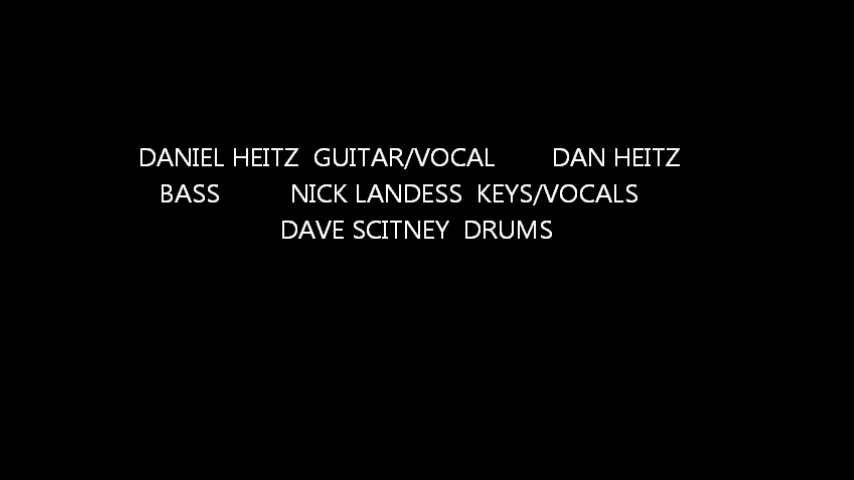 DANIEL HEITZ  GUITAR/VOCAL        DAN HEITZ
BASS          NICK LANDESS  KEYS/VOCALS
DAVE SCITNEY  DRUMS